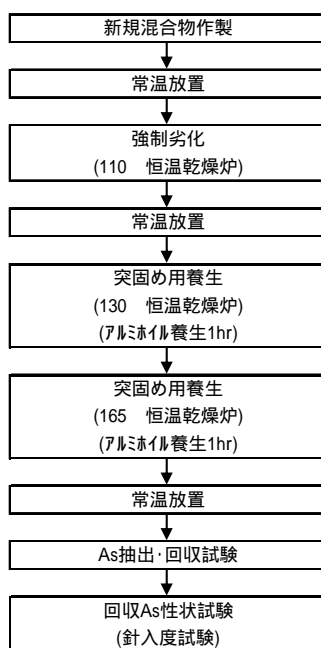 新規混合物作製
常温放置
強制劣化
(110　恒温乾燥炉)
常温放置
突固め用養生
(130　恒温乾燥炉)
(ｱﾙﾐﾎｲﾙ養生1hr)
突固め用養生
(165　恒温乾燥炉)
(ｱﾙﾐﾎｲﾙ養生1hr)
常温放置
As抽出･回収試験
回収As性状試験
(針入度試験)